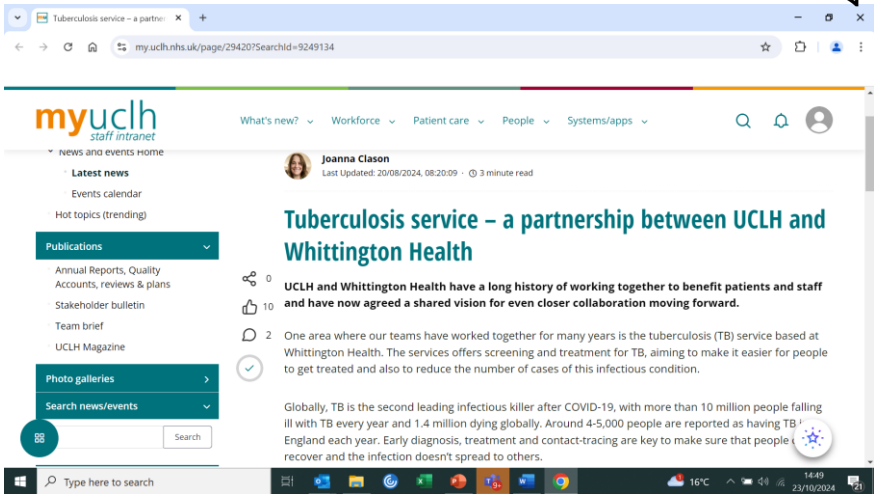 Tuberculosis service – a partner
my.uclh.nhs.uk/page/29420?SearchId=9249134
myuclh
staff intranet
What's new?
Workforce
Patient care
People
Systems/apps
News and events Home
Latest news
Events calendar
Hot topics (trending)
Publications
Annual Reports, Quality
Accounts, reviews & plans
Stakeholder bulletin
Team brief
UCLH Magazine
Photo galleries
Search news/events
Search
Joanna Clason
Last Updated: 20/08/2024, 08:20:09 · 3 minute read
Tuberculosis service – a partnership between UCLH and
Whittington Health
0
10
2
UCLH and Whittington Health have a long history of working together to benefit patients and staff
and have now agreed a shared vision for even closer collaboration moving forward.
One area where our teams have worked together for many years is the tuberculosis (TB) service based at
Whittington Health. The services offers screening and treatment for TB, aiming to make it easier for people
to get treated and also to reduce the number of cases of this infectious condition.
Globally, TB is the second leading infectious killer after COVID-19, with more than 10 million people falling
ill with TB every year and 1.4 million dying globally. Around 4-5,000 people are reported as having TB
England each year. Early diagnosis, treatment and contact-tracing are key to make sure that people
recover and the infection doesn't spread to others.
Type here to search
9+
16°C
14:49
23/10/2024
21